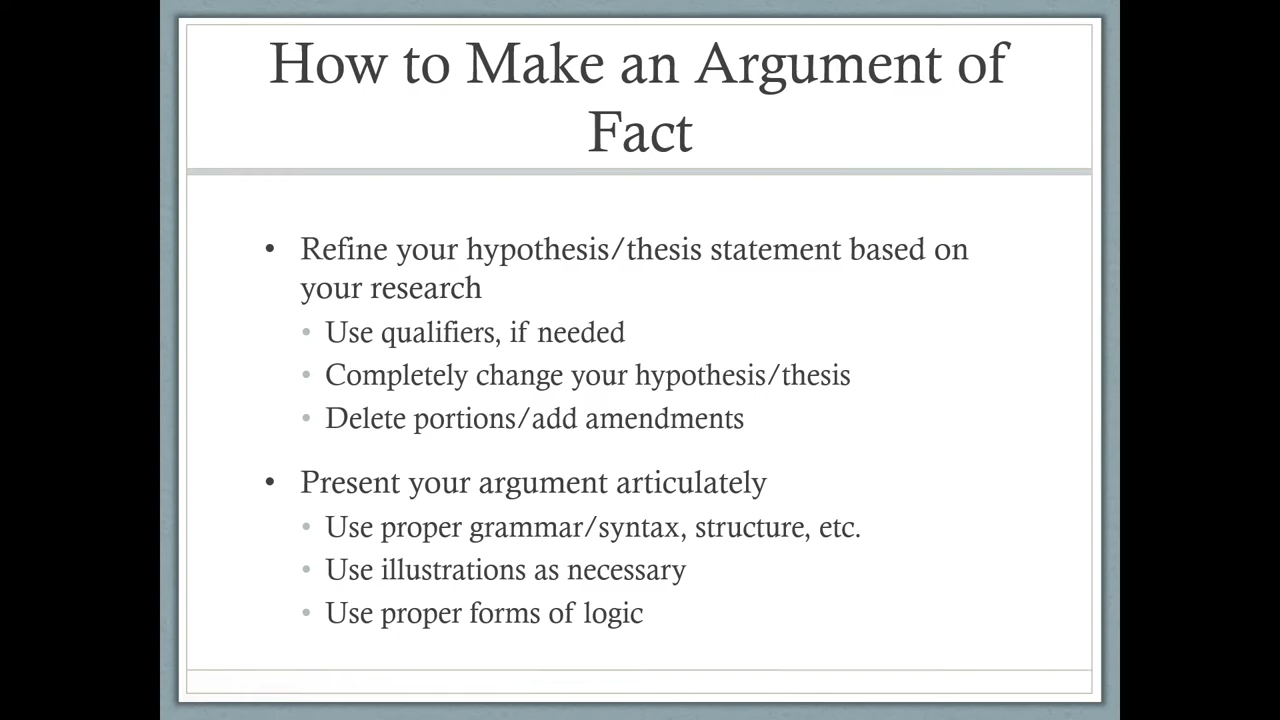 How to Make an Argument of
Fact
• Refine your hypothesis/thesis statement based on
your research
• Use qualifiers, if needed
• Completely change your hypothesis/thesis
• Delete portions/add amendments
• Present your argument articulately
• Use proper grammar/syntax, structure, etc.
• Use illustrations as necessary
• Use proper forms of logic